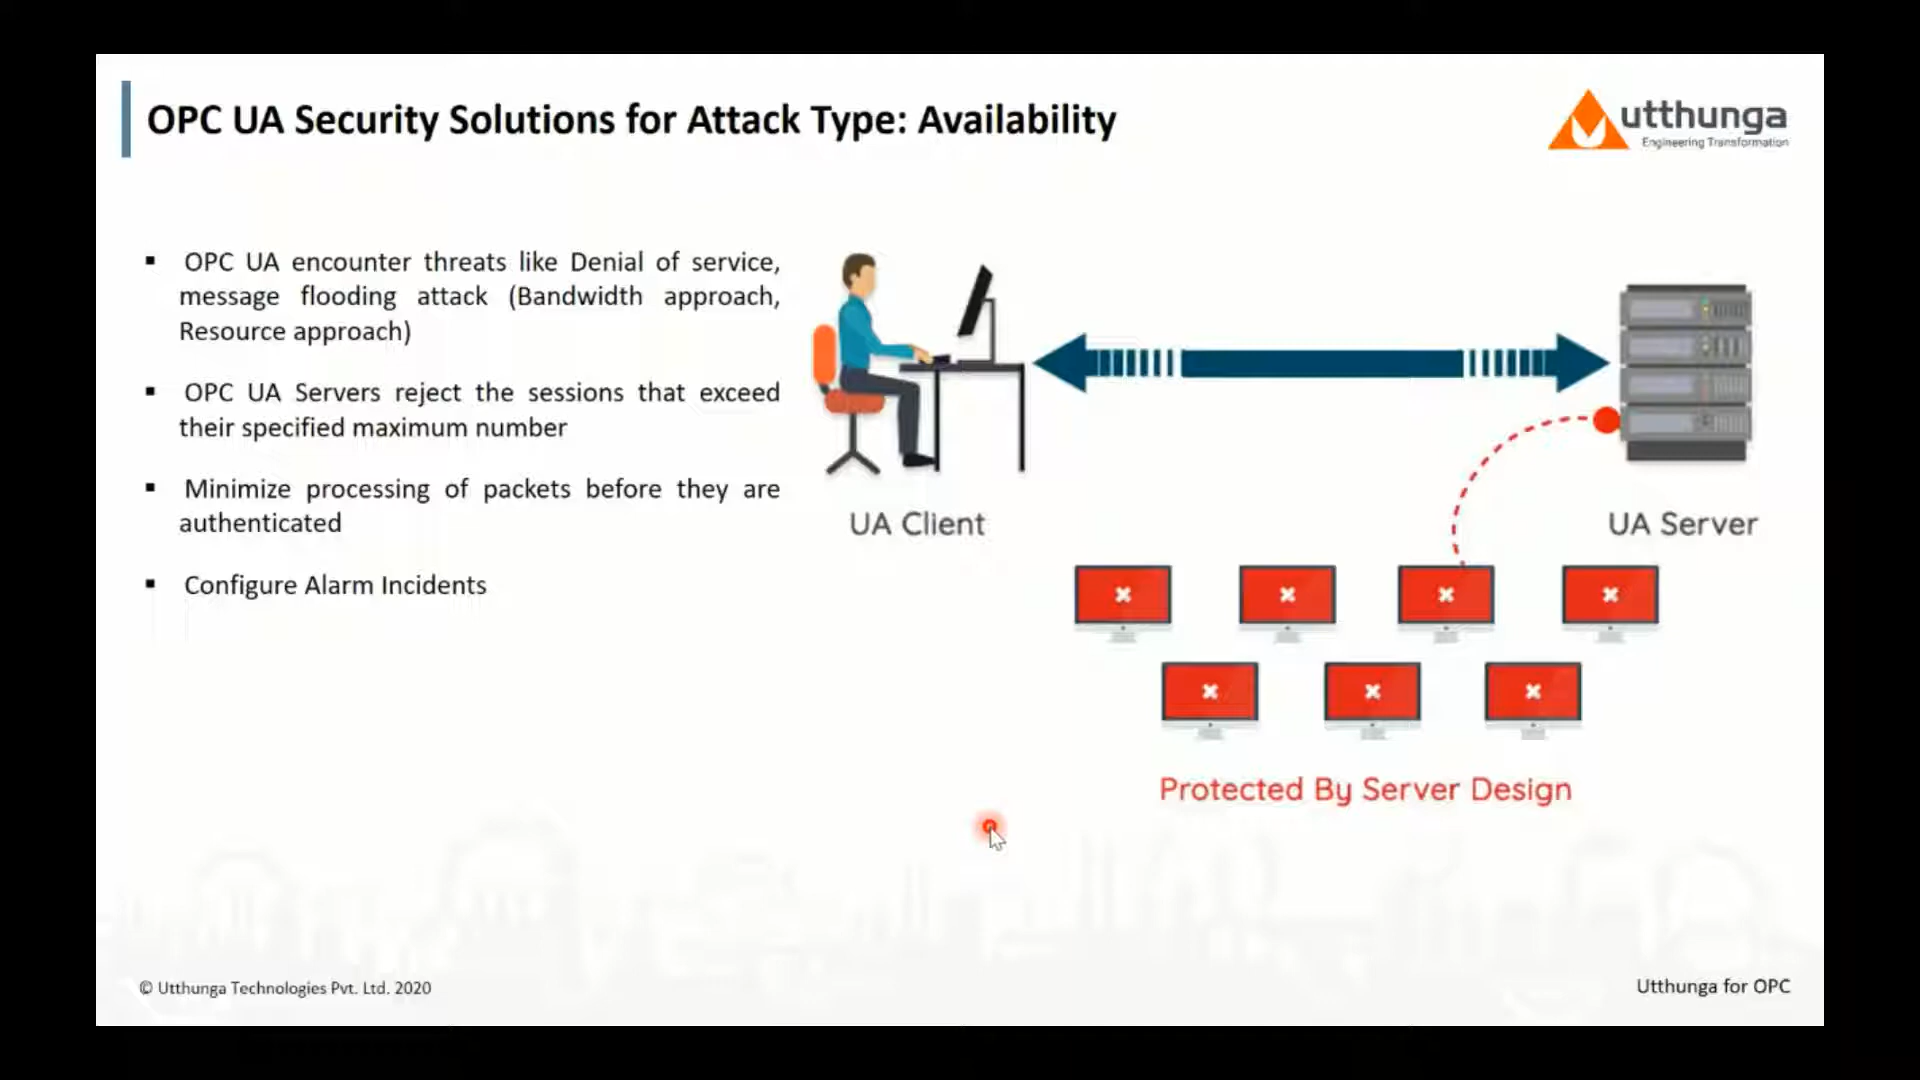 OPC UA Security Solutions for Attack Type: Availability
utthunga
Engineering Transformation
▪ OPC UA encounter threats like Denial of service,
message flooding attack (Bandwidth approach,
Resource approach)
▪ OPC UA Servers reject the sessions that exceed
their specified maximum number
▪ Minimize processing of packets before they are
authenticated
▪ Configure Alarm Incidents
UA Client
UA Server
Protected By Server Design
© Utthunga Technologies Pvt. Ltd. 2020
Utthunga for OPC